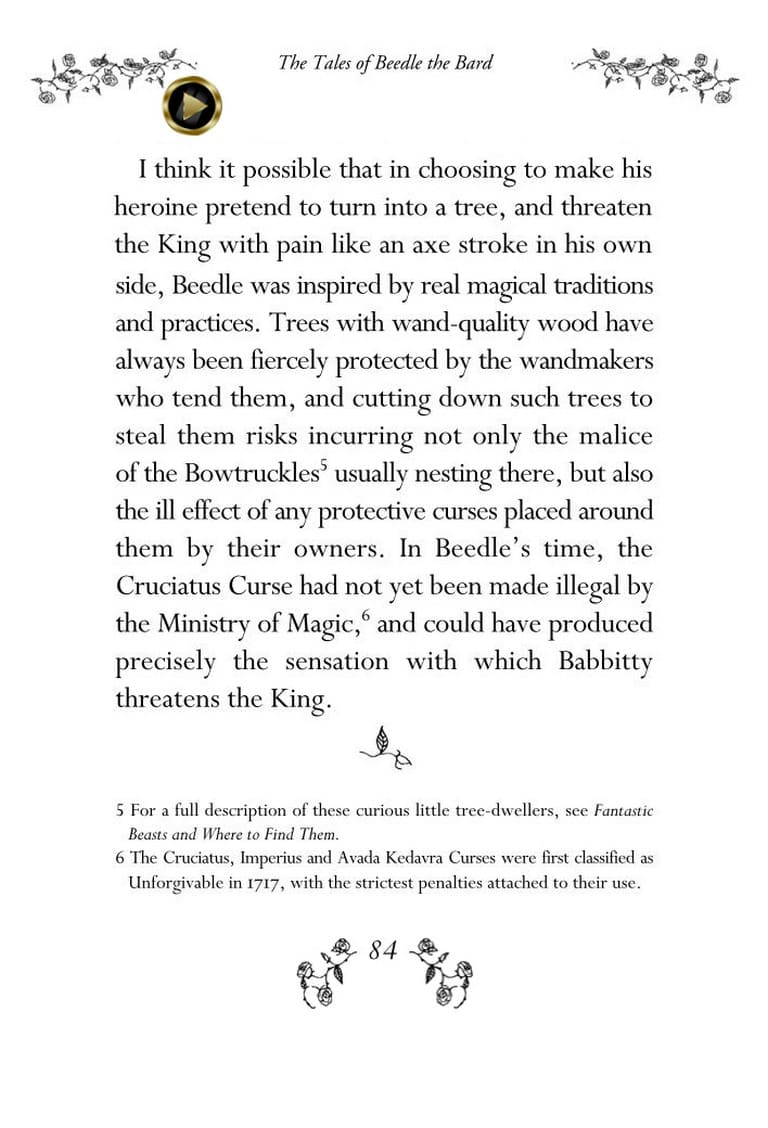 The Tales of Beedle the Bard
I think it possible that in choosing to make his
heroine pretend to turn into a tree, and threaten
the King with pain like an axe stroke in his own
side, Beedle was inspired by real magical traditions
and practices. Trees with wand-quality wood have
always been fiercely protected by the wandmakers
who tend them, and cutting down such trees to
steal them risks incurring not only the malice
of the Bowtruckles⁵ usually nesting there, but also
the ill effect of any protective curses placed around
them by their owners. In Beedle’s time, the
Cruciatus Curse had not yet been made illegal by
the Ministry of Magic,⁶ and could have produced
precisely the sensation with which Babbitty
threatens the King.
5 For a full description of these curious little tree-dwellers, see Fantastic
Beasts and Where to Find Them.
6 The Cruciatus, Imperius and Avada Kedavra Curses were first classified as
Unforgivable in 1717, with the strictest penalties attached to their use.
84